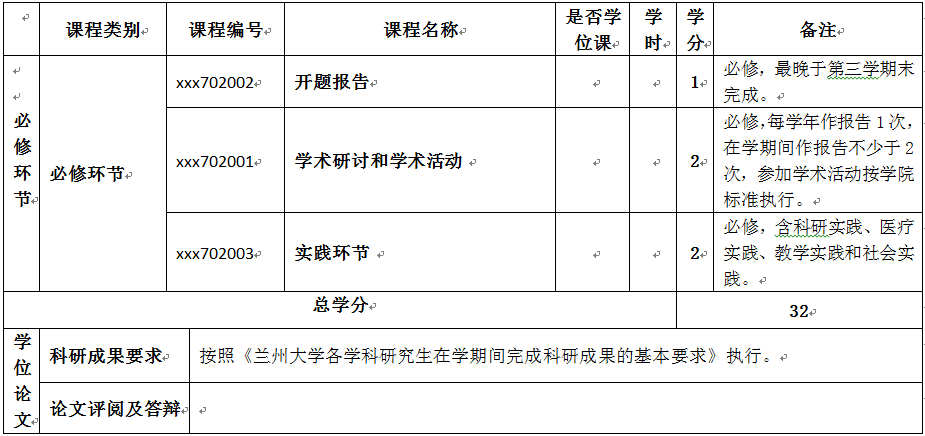 课程类别
课程编号
课程名称
是否学
位课
学
时
学
分
备注
必
修
环
节
必修环节
xxx702002
开题报告
1
必修，最晚于第三学期末
完成。
xxx702001
学术研讨和学术活动
2
必修，每学年作报告1次，
在学期间作报告不少于2
次，参加学术活动按学院
标准执行。
xxx702003
实践环节
2
必修，含科研实践、医疗
实践、教学实践和社会实
践。
总学分
32
学
位
论
文
科研成果要求
按照《兰州大学各学科研究生在学期间完成科研成果的基本要求》执行。
论文评阅及答辩